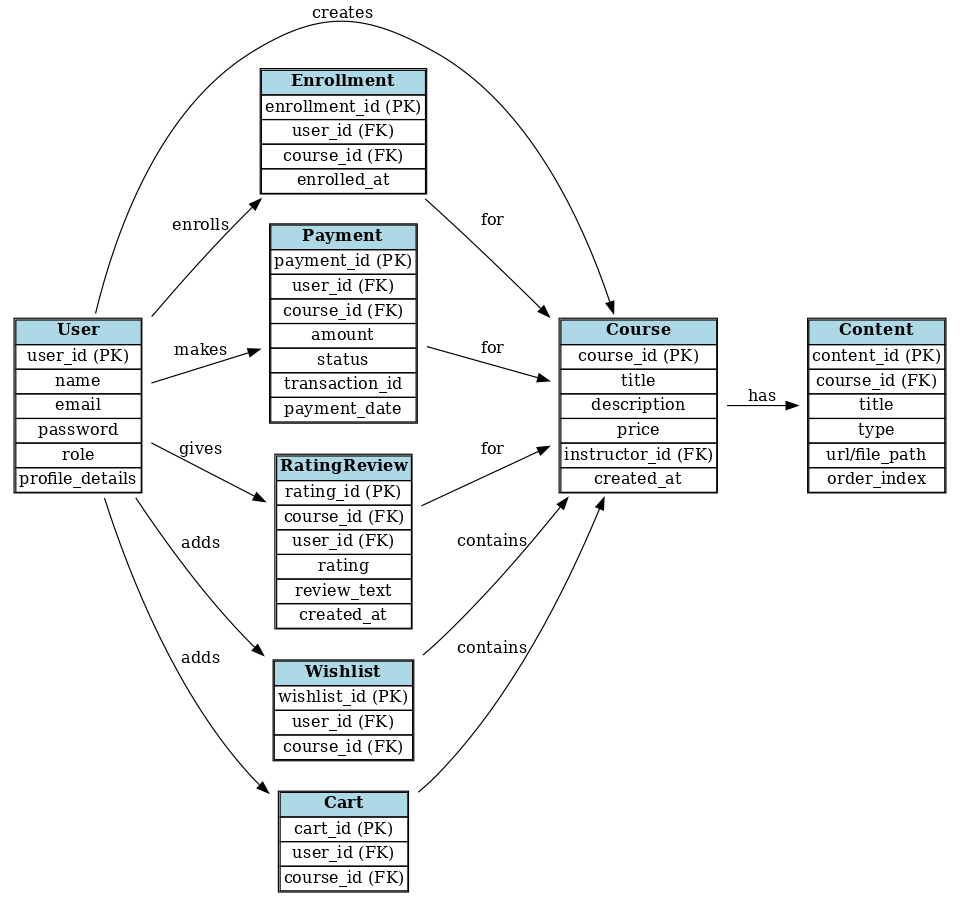 creates
Enrollment
enrollment_id (PK)
user_id (FK)
course_id (FK)
enrolled_at
enrolls
for
Payment
payment_id (PK)
user_id (FK)
course_id (FK)
amount
status
transaction_id
payment_date
makes
for
User
user_id (PK)
name
email
password
role
profile_details
Course
course_id (PK)
title
description
price
instructor_id (FK)
created_at
has
Content
content_id (PK)
course_id (FK)
title
type
url/file_path
order_index
gives
for
RatingReview
rating_id (PK)
course_id (FK)
user_id (FK)
rating
review_text
created_at
adds
contains
Wishlist
wishlist_id (PK)
user_id (FK)
course_id (FK)
adds
contains
Cart
cart_id (PK)
user_id (FK)
course_id (FK)